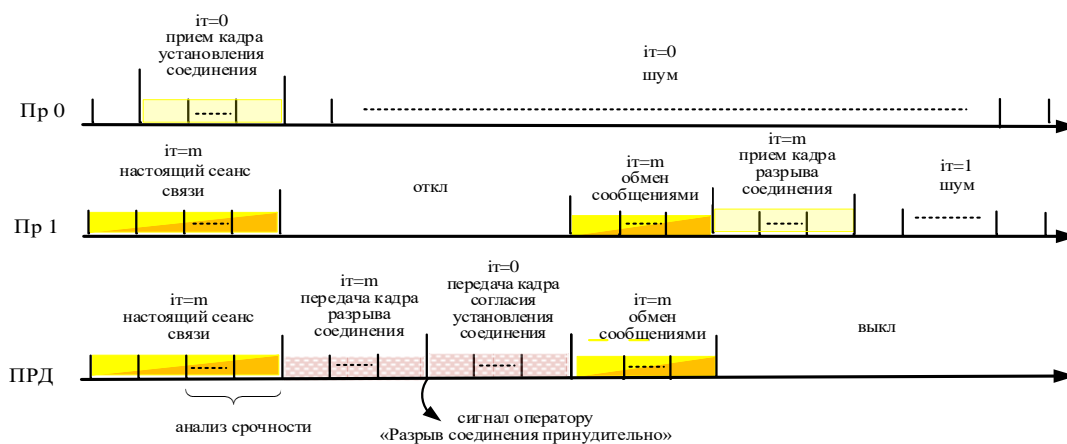 iт=0
прием кадра
установления
соединения
iт=0
шум
Пр 0
iт=m
настоящий сеанс
связи
откл
iт=m
обмен
сообщениями
iт=m
прием кадра
разрыва
соединения
iт=1
шум
Пр 1
iт=m
настоящий сеанс
связи
iт=m
передача кадра
разрыва
соединения
iт=0
передача кадра
согласия
установления
соединения
iт=m
обмен
сообщениями
выкл
ПРД
анализ срочности
сигнал оператору
«Разрыв соединения принудительно»